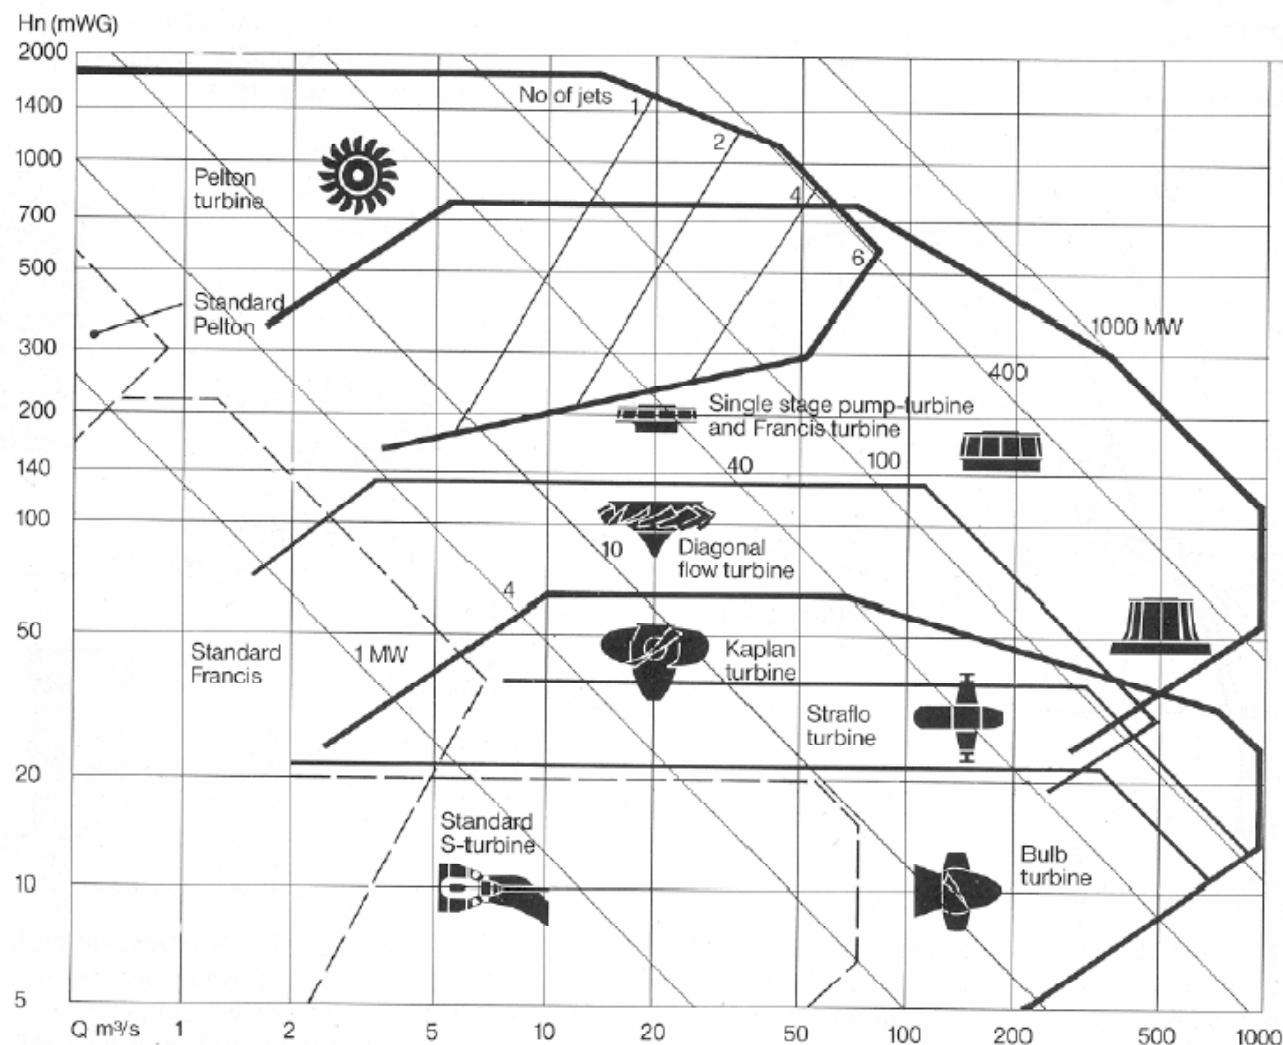 Hn (mWG)
2000
1400
1000
700
500
300
200
140
100
50
20
10
5
No of jets
1
2
4
6
Pelton
turbine
Standard
Pelton
1000 MW
400
Single stage pump-turbine
and Francis turbine
100
40
10
Diagonal
flow turbine
4
1 MW
Standard
Francis
Kaplan
turbine
Straflo
turbine
Standard
S-turbine
Bulb
turbine
Q m³/s
1
2
5
10
20
50
100
200
500
1000